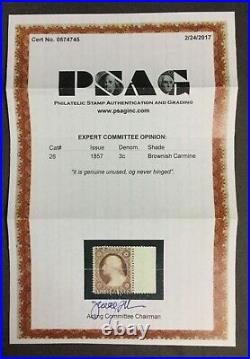 Cert No. 0574745
2/24/2017
PSAG
PHILATELIC STAMP AUTHENTICATION AND GRADING
www.psaginc.com
EXPERT COMMITTEE OPINION:
Cat# Issue Denom. Shade
26 1857 3c Brownish Carmine
"it is genuine unused, og never hinged".
Acting Committee Chairman